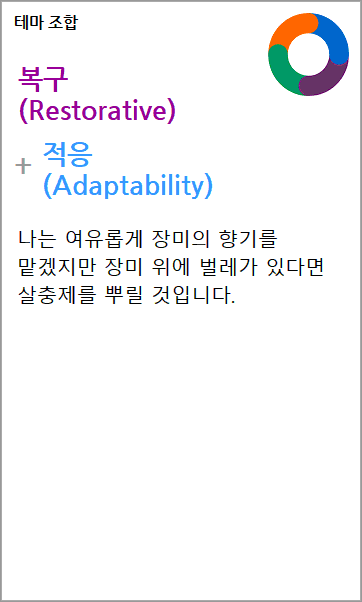 테마 조합
복구
(Restorative)
+ 적응
(Adaptability)
나는 여유롭게 장미의 향기를
맡겠지만 장미 위에 벌레가 있다면
살충제를 뿌릴 것입니다.